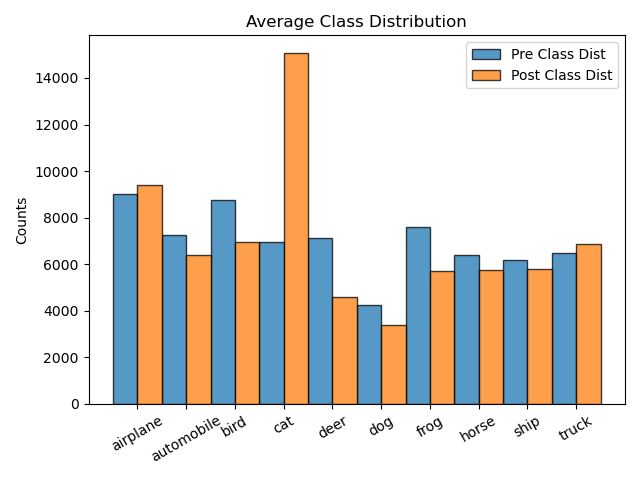 Average Class Distribution
Pre Class Dist
Post Class Dist
Counts
14000
12000
10000
8000
6000
4000
2000
0
airplane
automobile
bird
cat
deer
dog
frog
horse
ship
truck